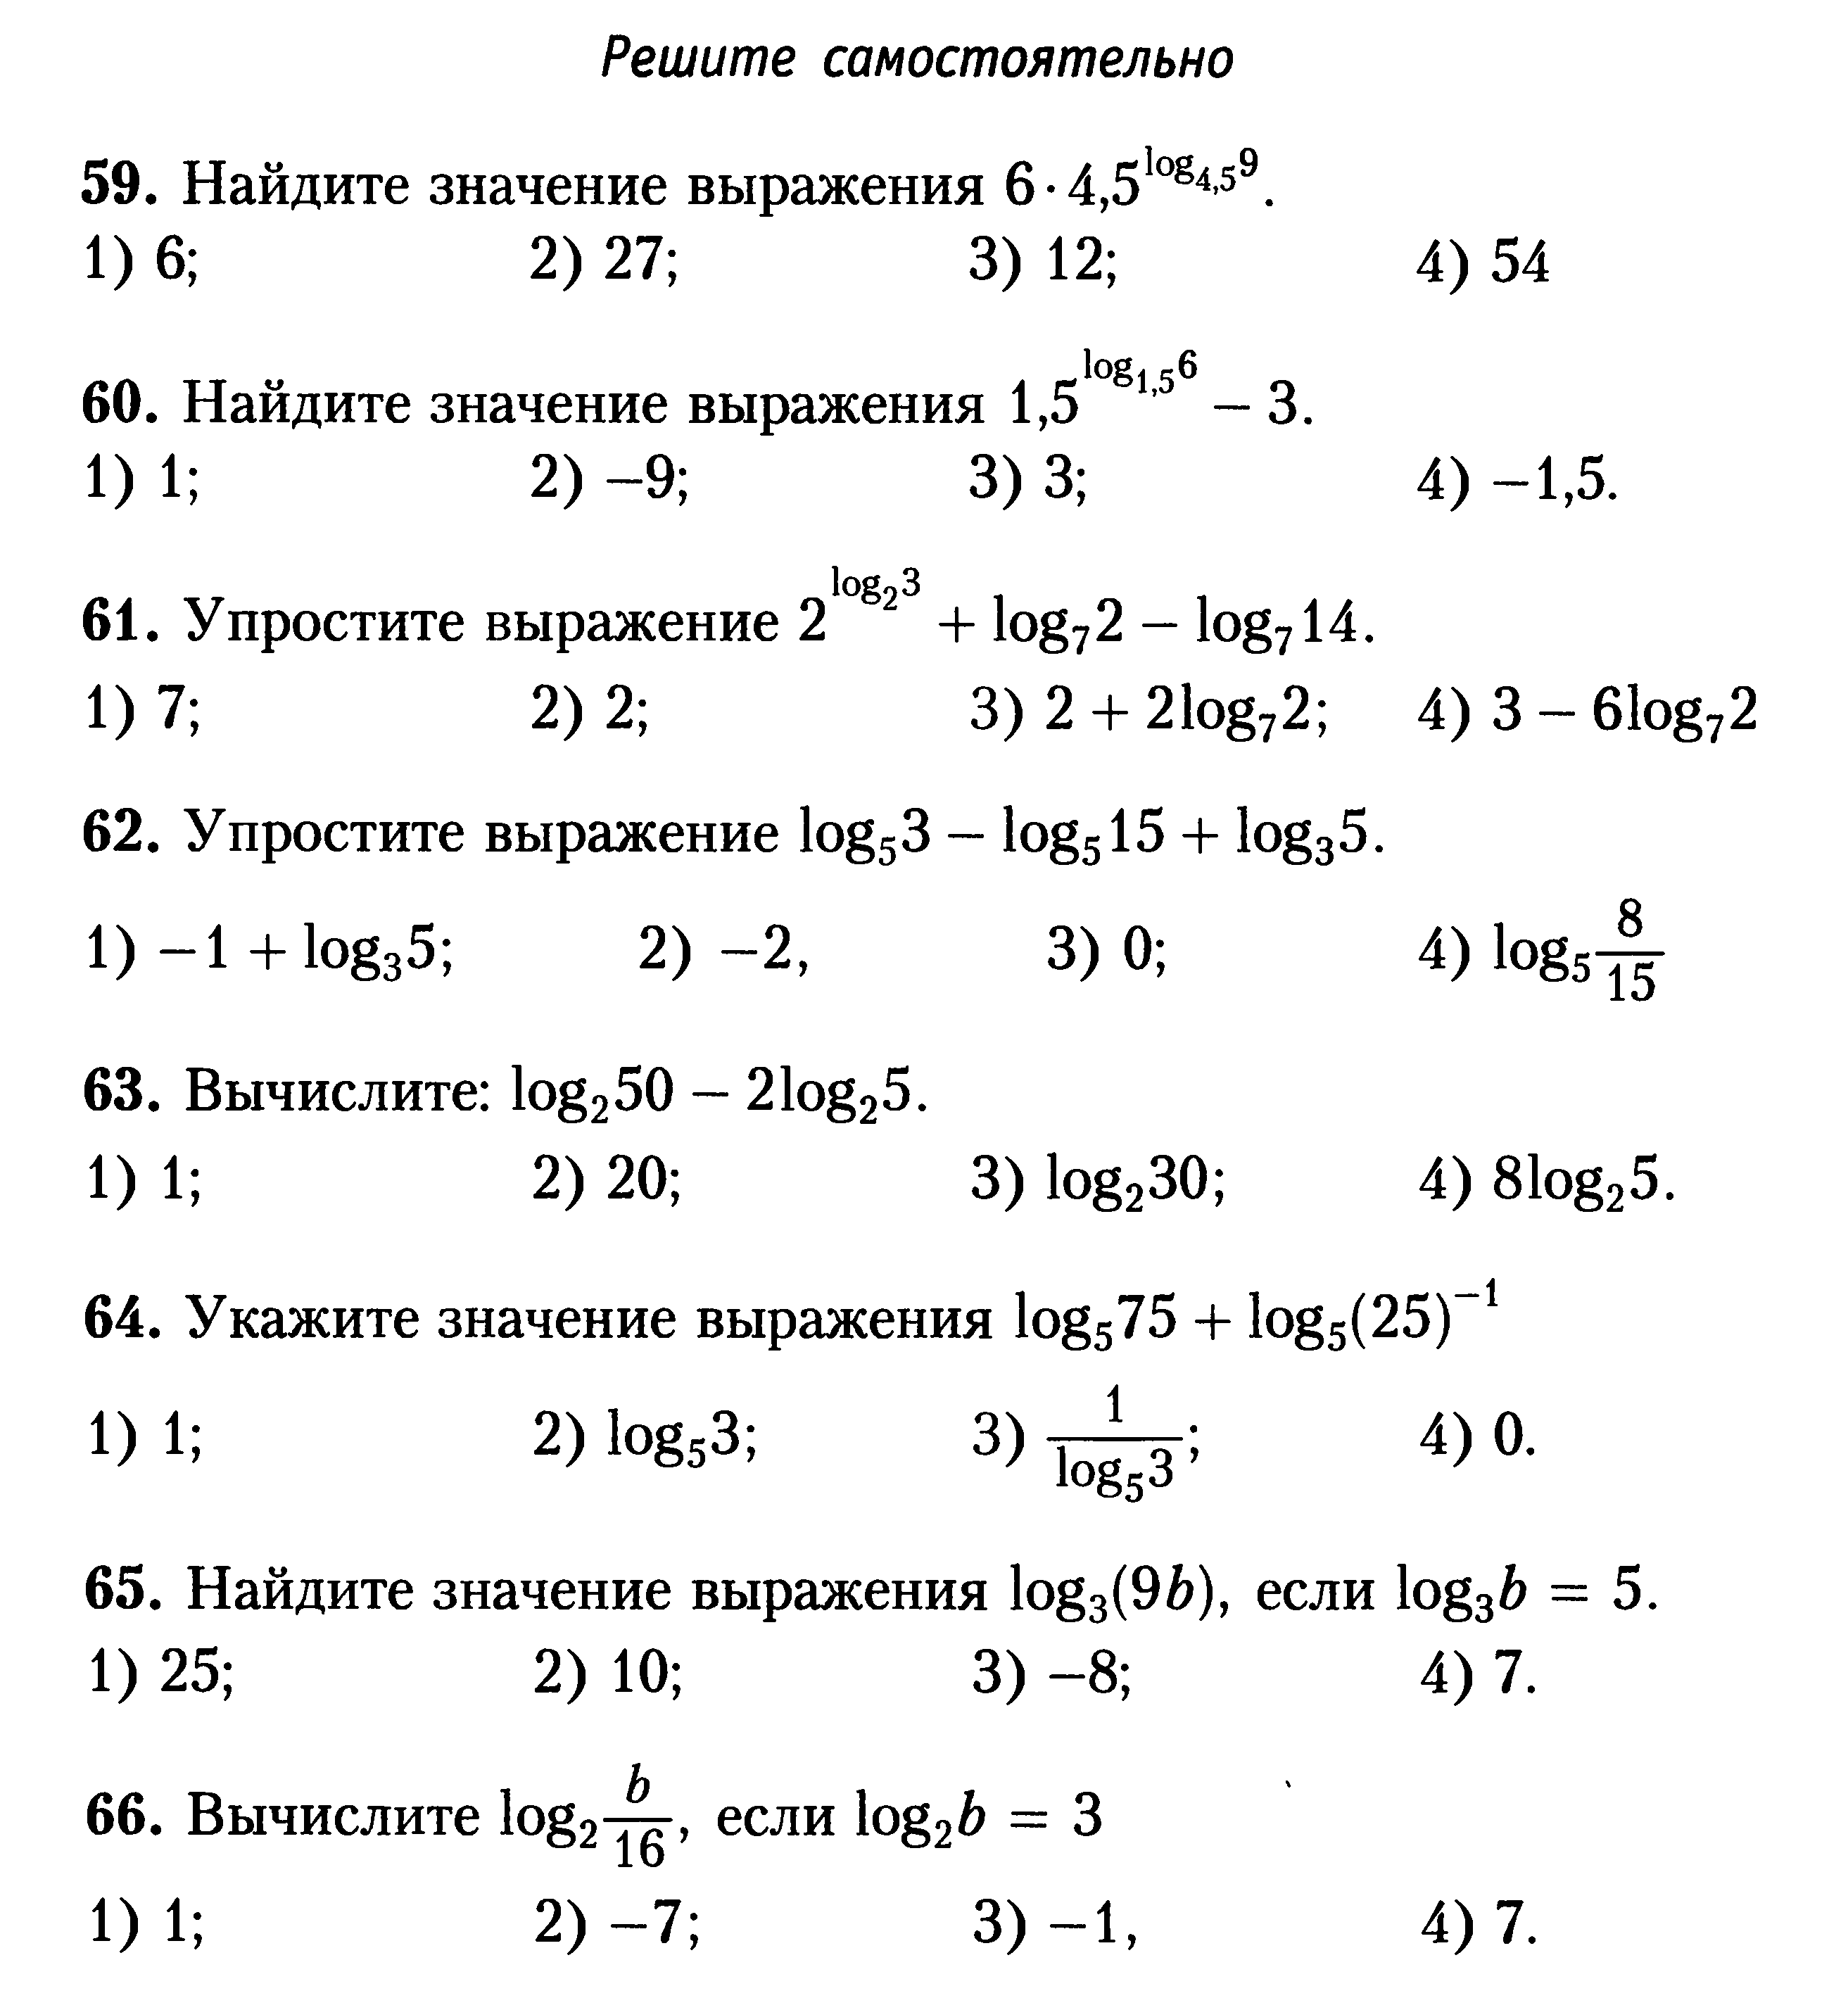 Решите самостоятельно
59. Найдите значение выражения 6 · 4,5^{log_{4,5}9}.
1) 6; 2) 27; 3) 12; 4) 54
60. Найдите значение выражения 1,5^{log_{1,5}6} – 3.
1) 1; 2) –9; 3) 3; 4) –1,5.
61. Упростите выражение 2^{log_2 3} + log_7 2 – log_7 14.
1) 7; 2) 2; 3) 2 + 2log_7 2; 4) 3 – 6log_7 2
62. Упростите выражение log_5 3 – log_5 15 + log_3 5.
1) –1 + log_3 5; 2) –2, 3) 0; 4) log_5 \frac{8}{15}
63. Вычислите: log_2 50 – 2log_2 5.
1) 1; 2) 20; 3) log_2 30; 4) 8log_2 5.
64. Укажите значение выражения log_5 75 + log_5 (25)^{–1}
1) 1; 2) log_5 3; 3) \frac{1}{log_5 3}; 4) 0.
65. Найдите значение выражения log_3 (9b), если log_3 b = 5.
1) 25; 2) 10; 3) –8; 4) 7.
66. Вычислите log_2 \frac{b}{16}, если log_2 b = 3
1) 1; 2) –7; 3) –1, 4) 7.